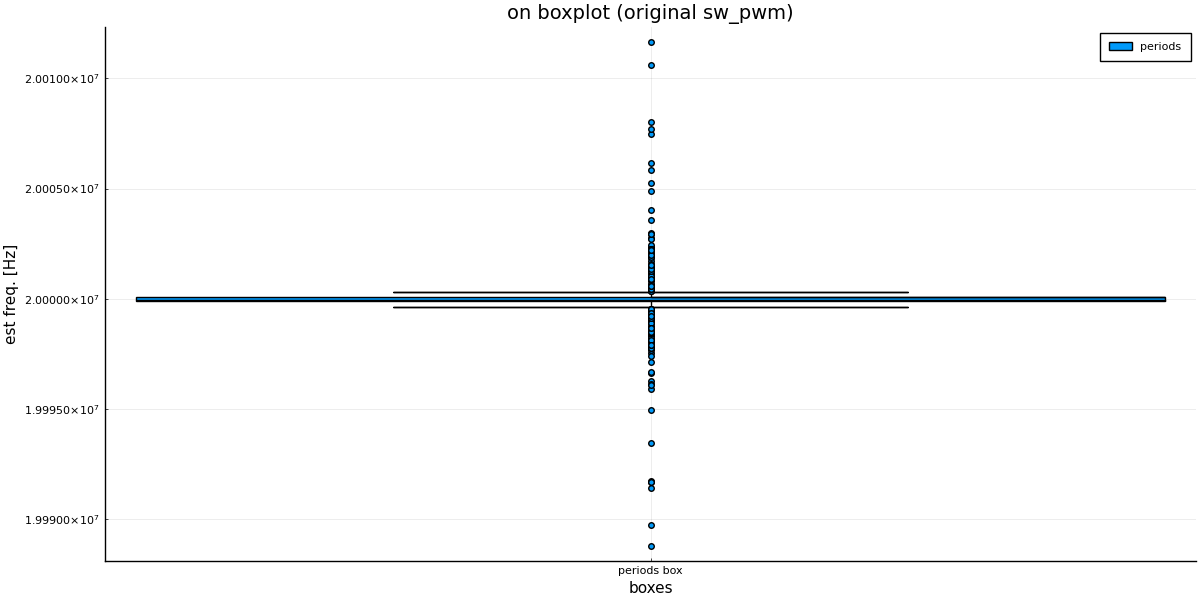 on boxplot (original sw_pwm)
periods
2.00100×10⁷
2.00050×10⁷
2.00000×10⁷
1.99950×10⁷
1.99900×10⁷
est freq. [Hz]
periods box
boxes